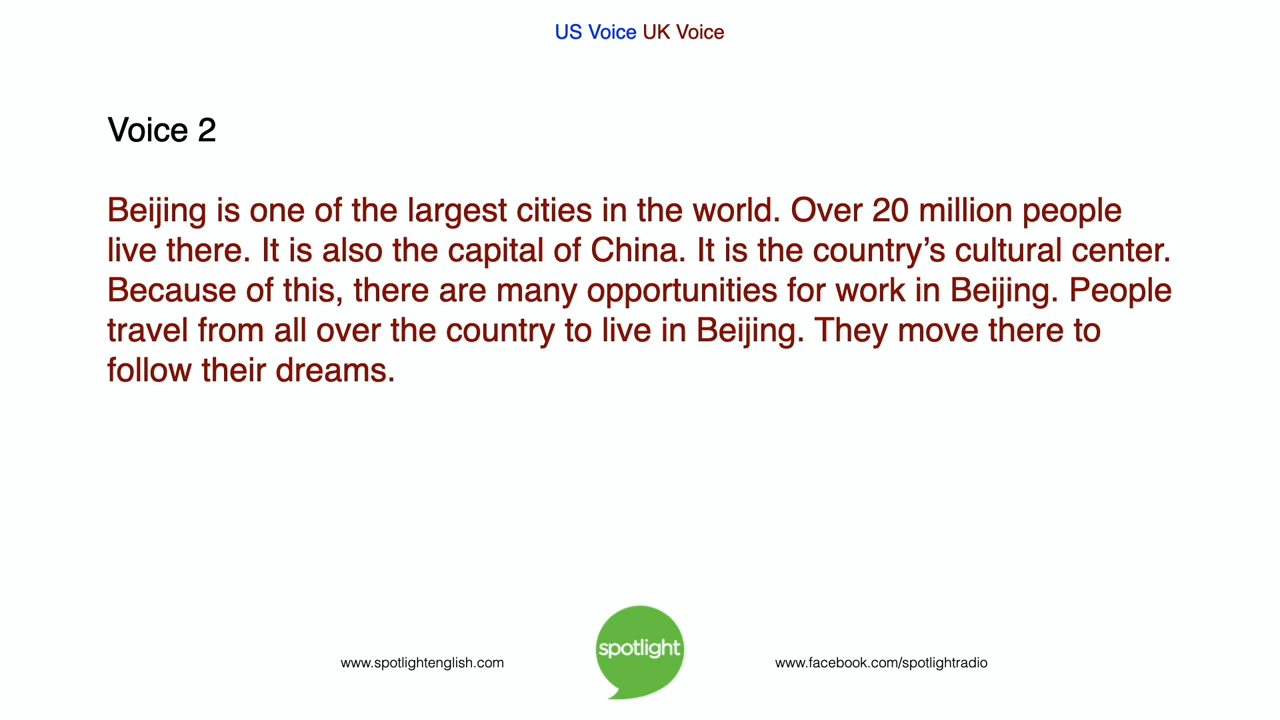 US Voice UK Voice
Voice 2
Beijing is one of the largest cities in the world. Over 20 million people
live there. It is also the capital of China. It is the country’s cultural center.
Because of this, there are many opportunities for work in Beijing. People
travel from all over the country to live in Beijing. They move there to
follow their dreams.
spotlight
www.spotlightenglish.com
www.facebook.com/spotlightradio